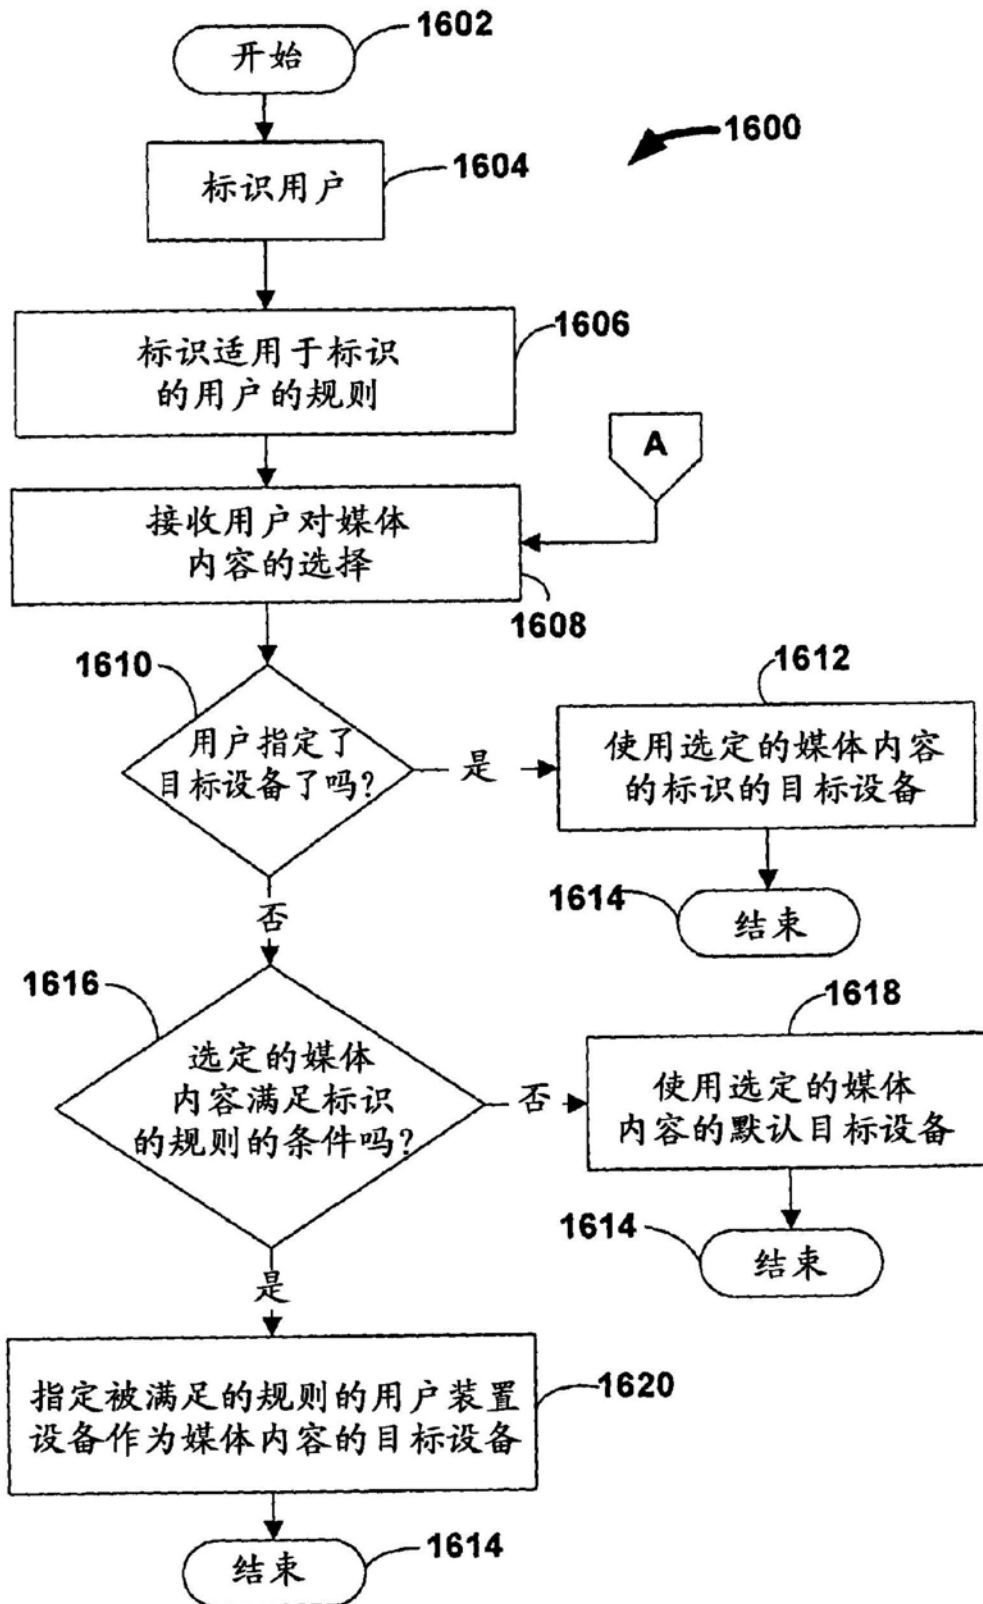 1602
开始
1600
1604
标识用户
1606
标识适用于标识
的用户的规则
A
接收用户对媒体
内容的选择
1608
1610
用户指定了
目标设备了吗?
是
1612
使用选定的媒体内容
的标识的目标设备
1614
结束
否
1616
选定的媒体
内容满足标识
的规则的条件吗?
否
1618
使用选定的媒体
内容的默认目标设备
1614
结束
是
1620
指定被满足的规则的用户装置
设备作为媒体内容的目标设备
1614
结束